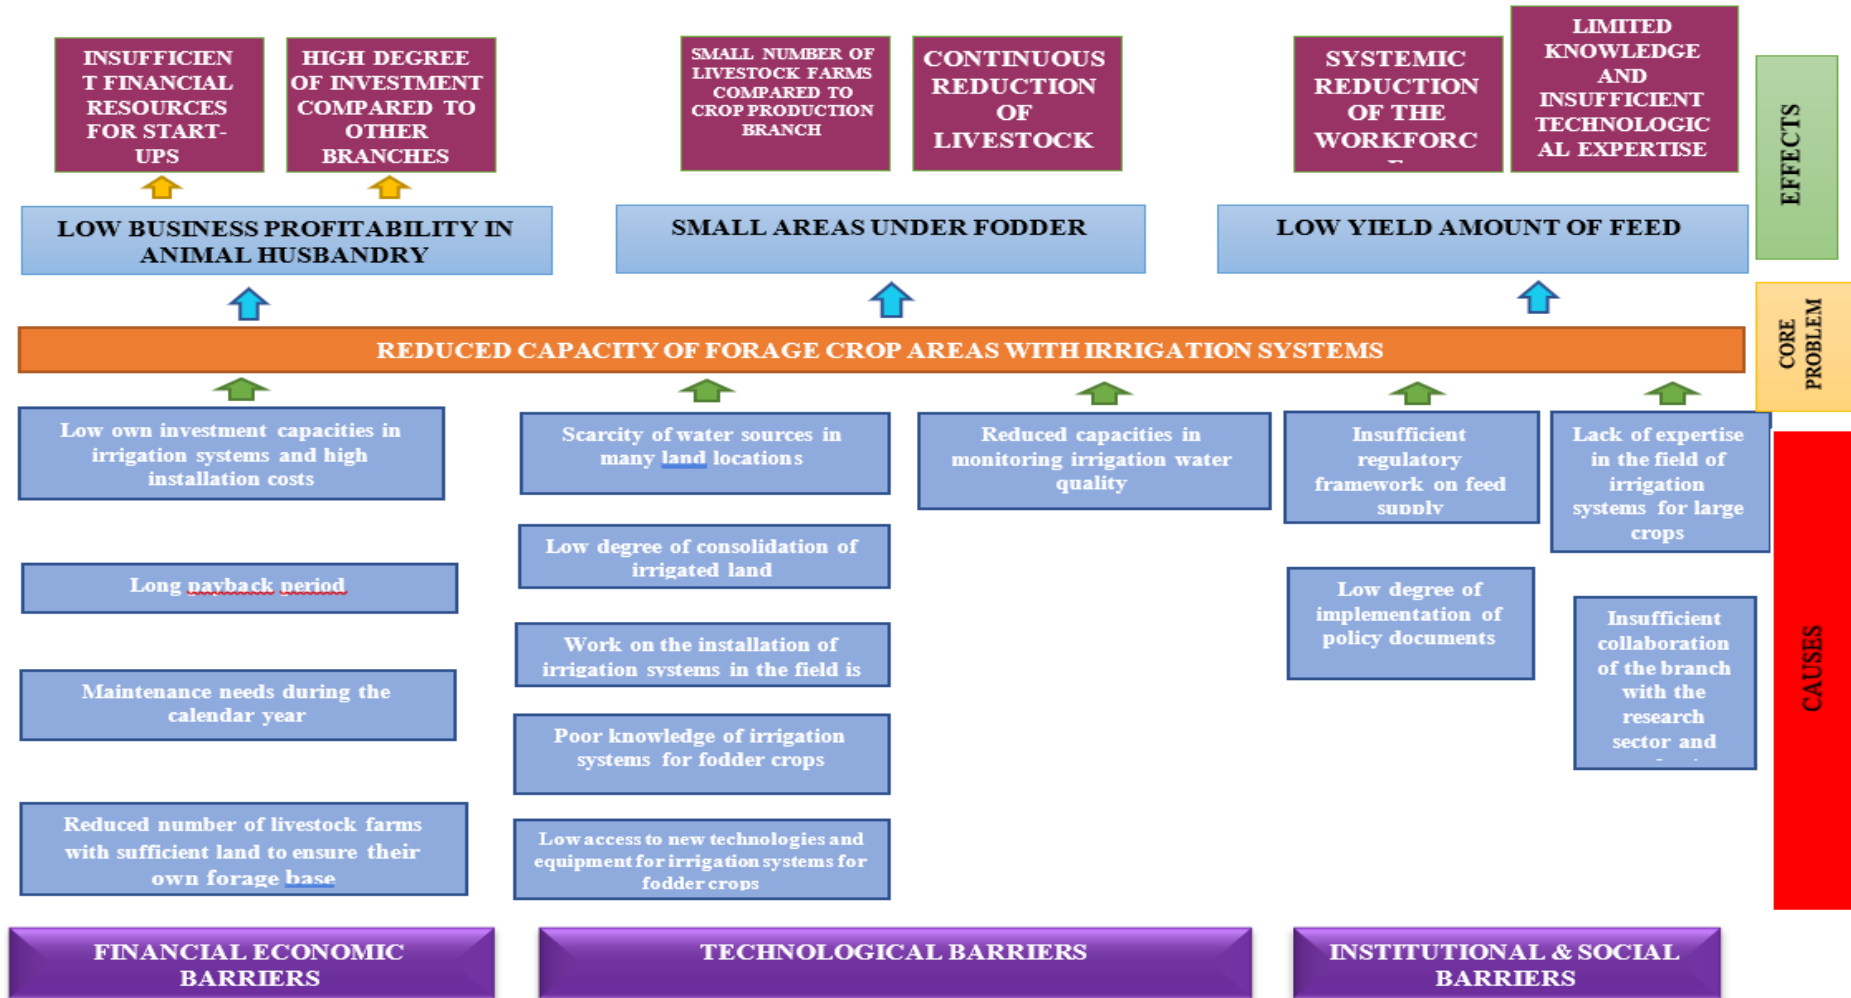 INSUFFICIEN
T FINANCIAL
RESOURCES
FOR START-
UPS
HIGH DEGREE
OF INVESTMENT
COMPARED TO
OTHER
BRANCHES
SMALL NUMBER OF
LIVESTOCK FARMS
COMPARED TO
CROP PRODUCTION
BRANCH
CONTINUOUS
REDUCTION
OF
LIVESTOCK
SYSTEMIC
REDUCTION
OF THE
WORKFORC
LIMITED
KNOWLEDGE
AND
INSUFFICIENT
TECHNOLOGIC
AL EXPERTISE
EFFECTS
LOW BUSINESS PROFITABILITY IN
ANIMAL HUSBANDRY
SMALL AREAS UNDER FODDER
LOW YIELD AMOUNT OF FEED
REDUCED CAPACITY OF FORAGE CROP AREAS WITH IRRIGATION SYSTEMS
CORE
PROBLEM
Low own investment capacities in
irrigation systems and high
installation costs
Long payback period
Maintenance needs during the
calendar year
Reduced number of livestock farms
with sufficient land to ensure their
own forage base
Scarcity of water sources in
many land locations
Low degree of consolidation of
irrigated land
Work on the installation of
irrigation systems in the field is
Poor knowledge of irrigation
systems for fodder crops
Low access to new technologies and
equipment for irrigation systems for
fodder crops
Reduced capacities in
monitoring irrigation water
quality
Insufficient
regulatory
framework on feed
supply
Low degree of
implementation of
policy documents
Lack of expertise
in the field of
irrigation
systems for large
crops
Insufficient
collaboration
of the branch
with the
research
sector and
CAUSES
FINANCIAL ECONOMIC
BARRIERS
TECHNOLOGICAL BARRIERS
INSTITUTIONAL & SOCIAL
BARRIERS